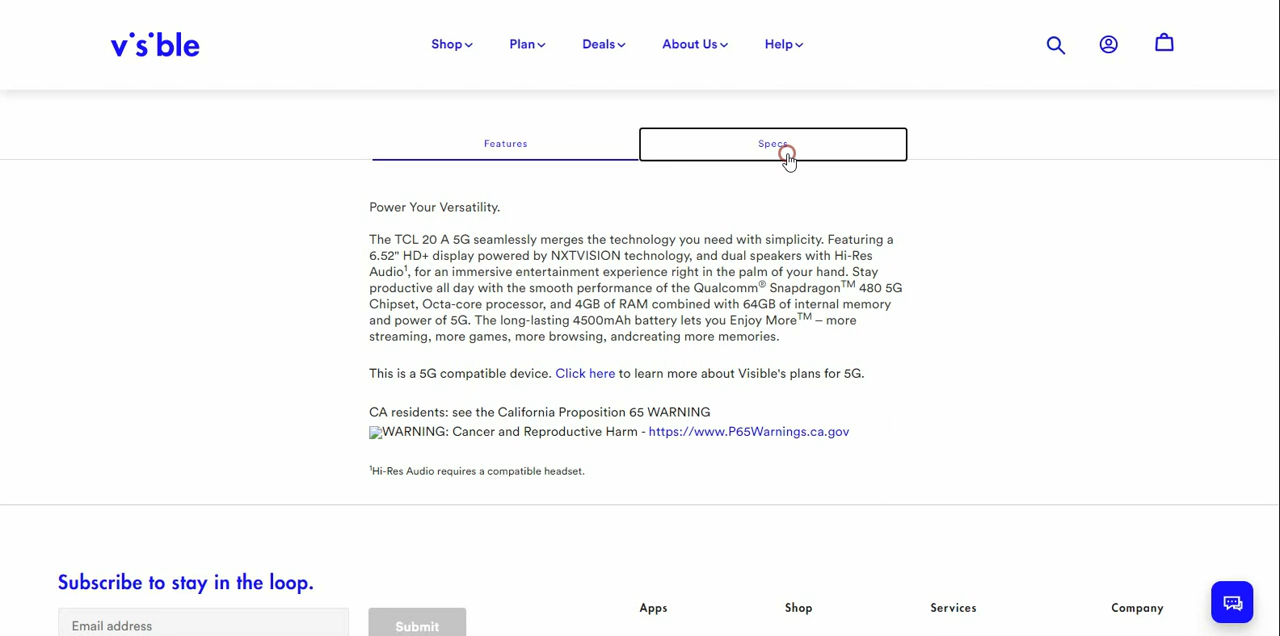 visible
Shop Plan Deals About Us Help
Features Specs
Power Your Versatility.
The TCL 20 A 5G seamlessly merges the technology you need with simplicity. Featuring a
6.52" HD+ display powered by NXTVISION technology, and dual speakers with Hi-Res
Audio1, for an immersive entertainment experience right in the palm of your hand. Stay
productive all day with the smooth performance of the Qualcomm® Snapdragon™ 480 5G
Chipset, Octa-core processor, and 4GB of RAM combined with 64GB of internal memory
and power of 5G. The long-lasting 4500mAh battery lets you Enjoy More™ – more
streaming, more games, more browsing, andcreating more memories.
This is a 5G compatible device. Click here to learn more about Visible's plans for 5G.
CA residents: see the California Proposition 65 WARNING
WARNING: Cancer and Reproductive Harm - https://www.P65Warnings.ca.gov
1Hi-Res Audio requires a compatible headset.
Subscribe to stay in the loop.
Apps Shop Services Company
Email address Submit